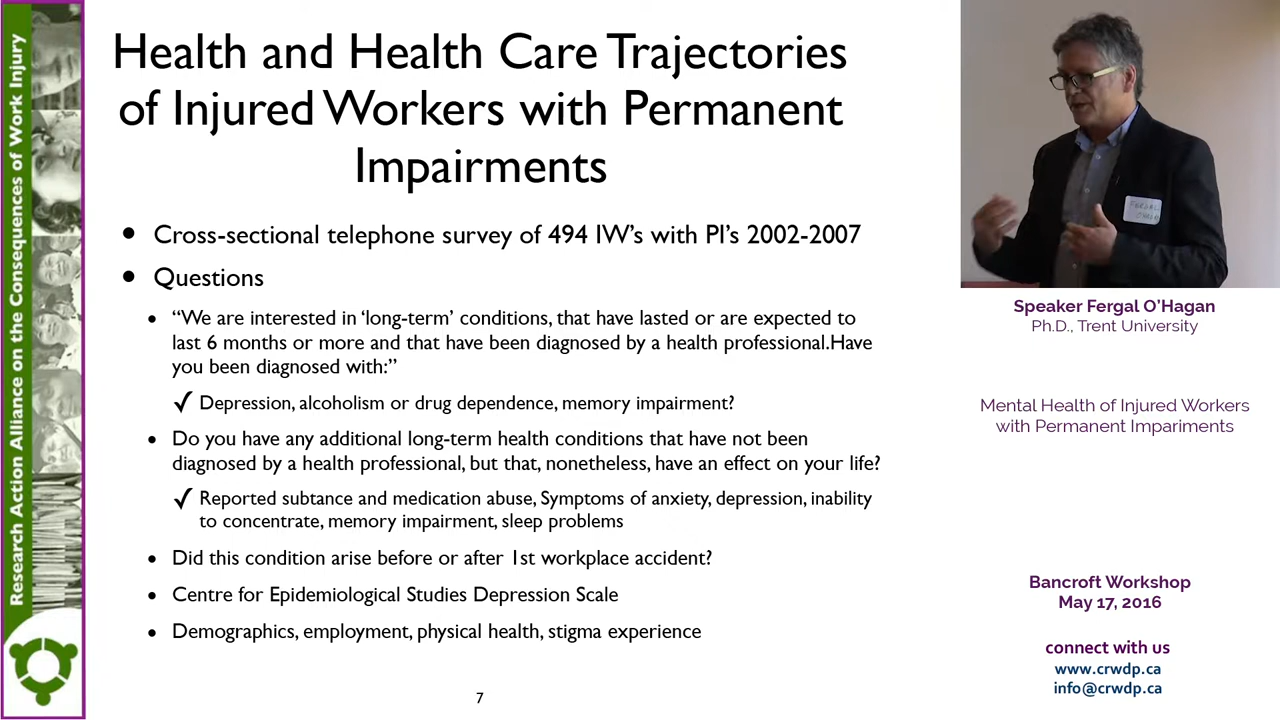 Research Action Alliance on the Consequences of Work Injury
Health and Health Care Trajectories
of Injured Workers with Permanent
Impairments
• Cross-sectional telephone survey of 494 IW’s with PI’s 2002-2007
• Questions
• “We are interested in ‘long-term’ conditions, that have lasted or are expected to
last 6 months or more and that have been diagnosed by a health professional.Have
you been diagnosed with:”
✓ Depression, alcoholism or drug dependence, memory impairment?
• Do you have any additional long-term health conditions that have not been
diagnosed by a health professional, but that, nonetheless, have an effect on your life?
✓ Reported subtance and medication abuse, Symptoms of anxiety, depression, inability
to concentrate, memory impairment, sleep problems
• Did this condition arise before or after 1st workplace accident?
• Centre for Epidemiological Studies Depression Scale
• Demographics, employment, physical health, stigma experience
7
Speaker Fergal O’Hagan
Ph.D., Trent University
Mental Health of Injured Workers
with Permanent Impariments
Bancroft Workshop
May 17, 2016
connect with us
www.crwdp.ca
info@crwdp.ca